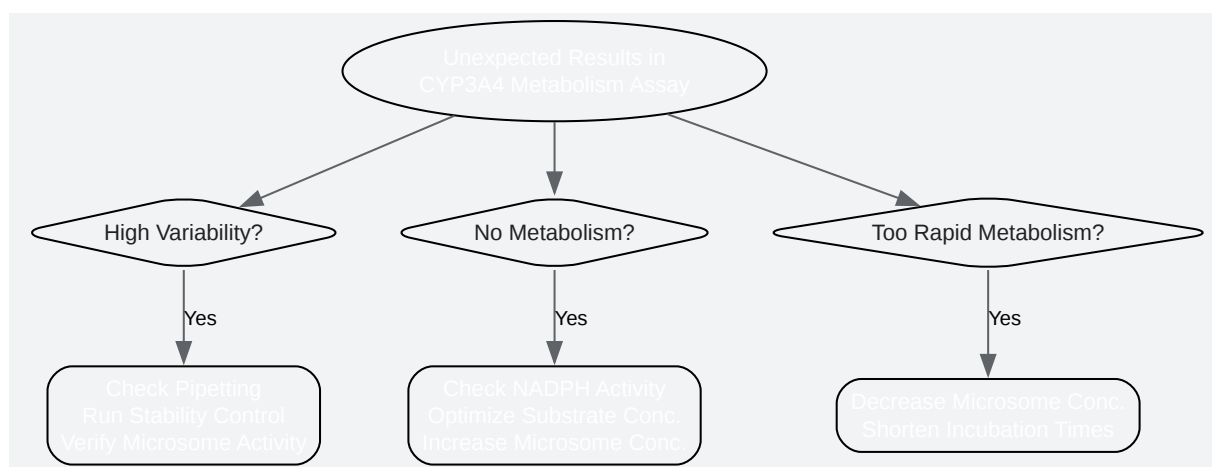 Unexpected Results in
CYP3A4 Metabolism Assay
High Variability?
No Metabolism?
Too Rapid Metabolism?
Yes
Yes
Yes
Check Pipetting
Run Stability Control
Verify Microsome Activity
Check NADPH Activity
Optimize Substrate Conc.
Increase Microsome Conc.
Decrease Microsome Conc.
Shorten Incubation Times